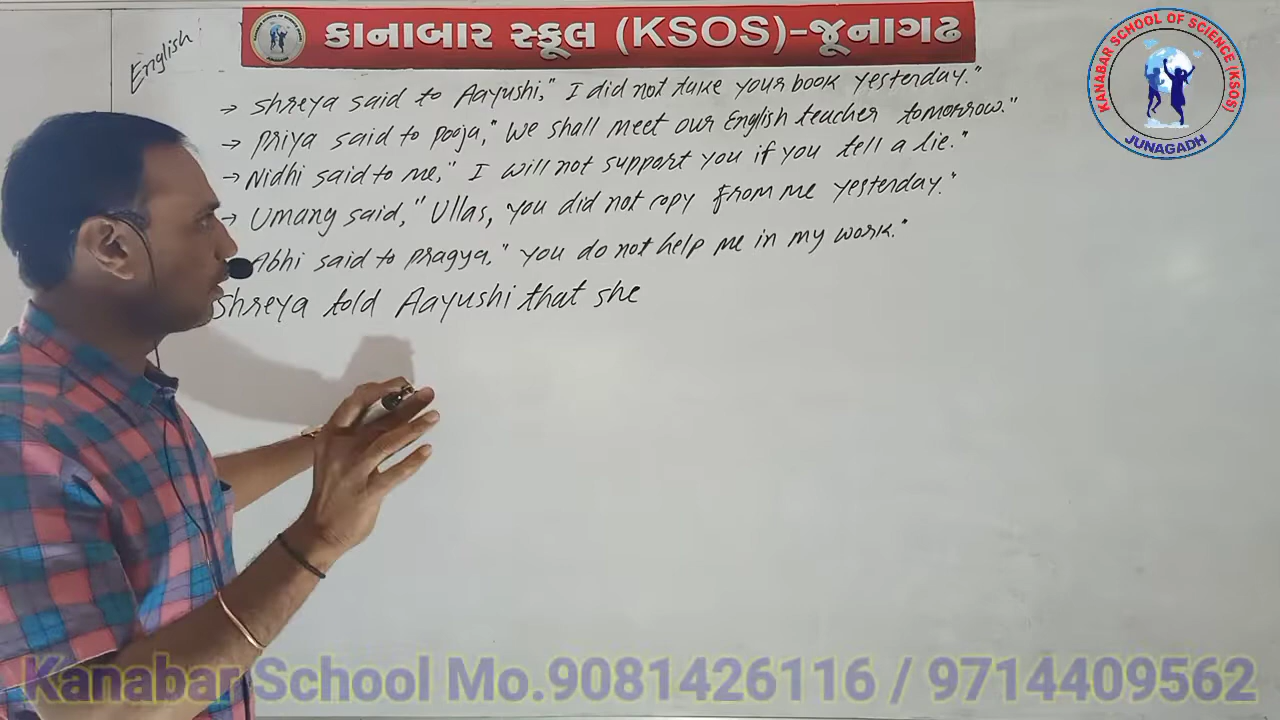 કાનાબાર સ્કૂલ (KSOS)-જૂનાગઢ
KANABAR SCHOOL OF SCIENCE (KSOS)
JUNAGADH
English
→ Shreya said to Aayushi," I did not take your book yesterday."
→ Priya said to Pooja," We shall meet our English teacher tomorrow."
→ Nidhi said to me," I will not support you if you tell a lie."
→ Umang said," Ullas, you did not copy from me yesterday."
Abhi said to Pragya," You do not help me in my work."
Shreya told Aayushi that she
Kanabar School Mo.9081426116 / 9714409562